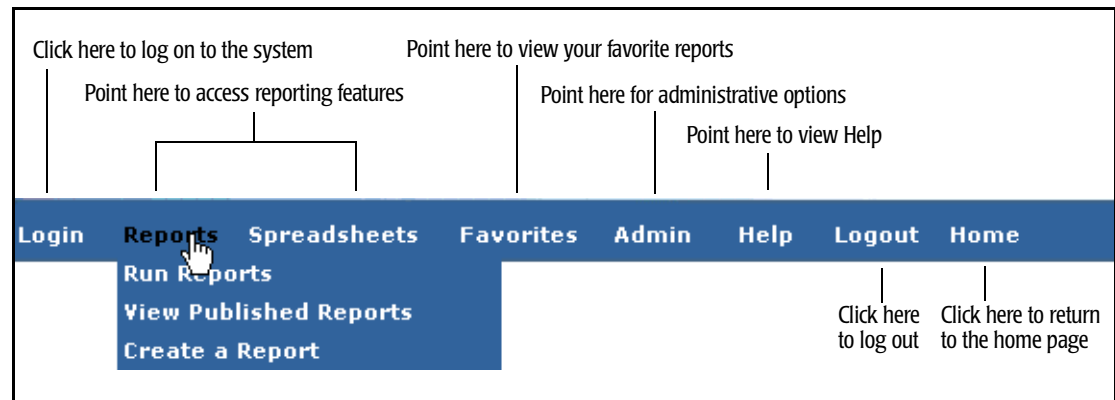 Click here to log on to the system
Point here to view your favorite reports
Point here to access reporting features
Point here for administrative options
Point here to view Help
Login Reports Spreadsheets Favorites Admin Help Logout Home
Run Reports
View Published Reports
Create a Report
Click here
to log out
Click here to return
to the home page